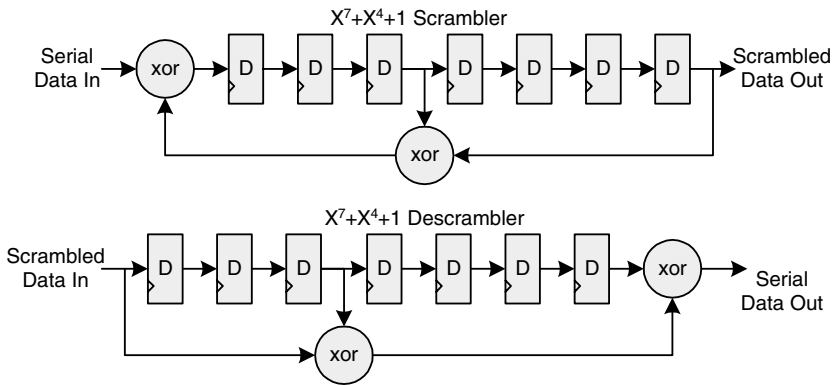 X⁷+X⁴+1 Scrambler
Serial
Data In
xor
D
D
D
D
D
D
D
Scrambled
Data Out
xor
X⁷+X⁴+1 Descrambler
Scrambled
Data In
D
D
D
D
D
D
D
xor
Serial
Data Out
xor